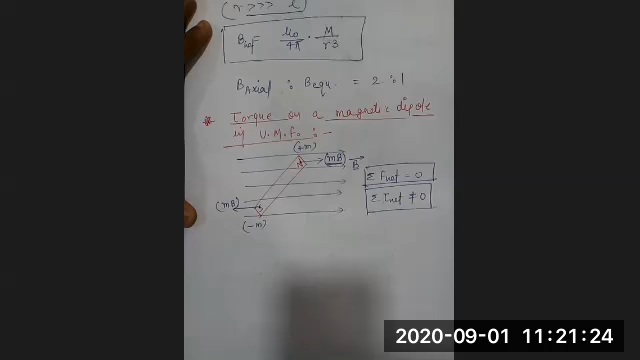 (r >>> l)
Bnet = μ0/4π · M/r3
BAxial : Bequ. = 2 : 1
* Torque on a magnetic dipole
in U.M.F. :-
(+m)
N (mB) B
(mB) S
(-m)
Σ Fnet = 0
Σ τnet ≠ 0
2020-09-01 11:21:24